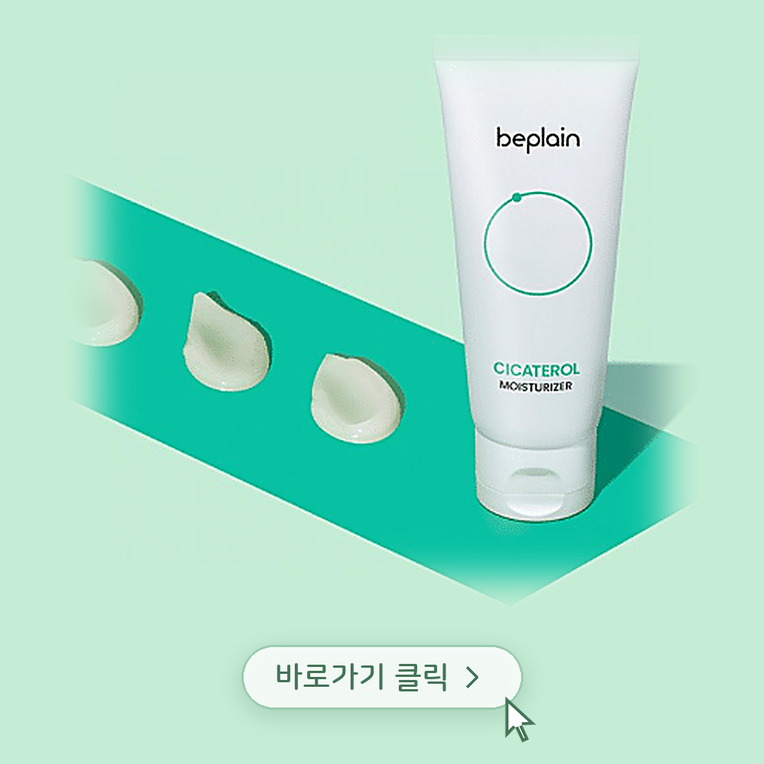 beplain
CICATEROL
MOISTURIZER
바로가기 클릭 >